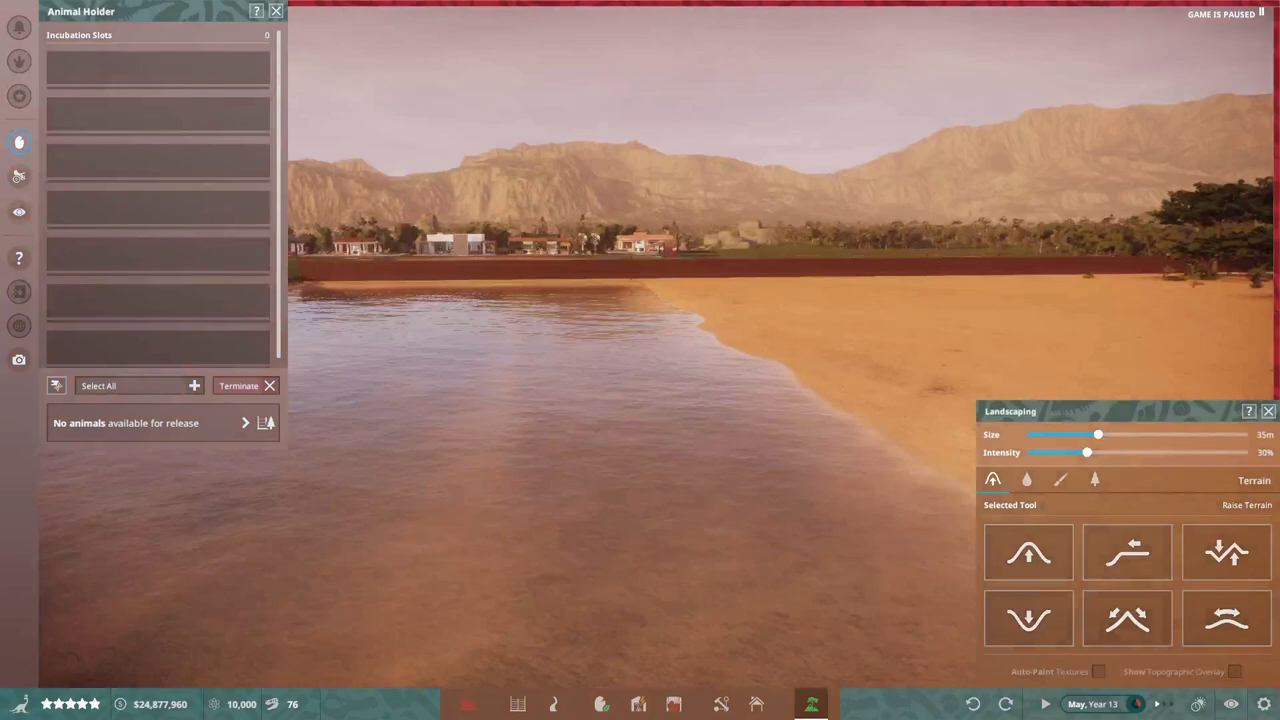 Animal Holder
?
Incubation Slots 0
Select All
Terminate
No animals available for release
GAME IS PAUSED
?
Landscaping
?
Size 35m
Intensity 30%
Terrain
Selected Tool Raise Terrain
Auto-Paint Textures
Show Topographic Overlay
$24,877,960
10,000
76
May, Year 13